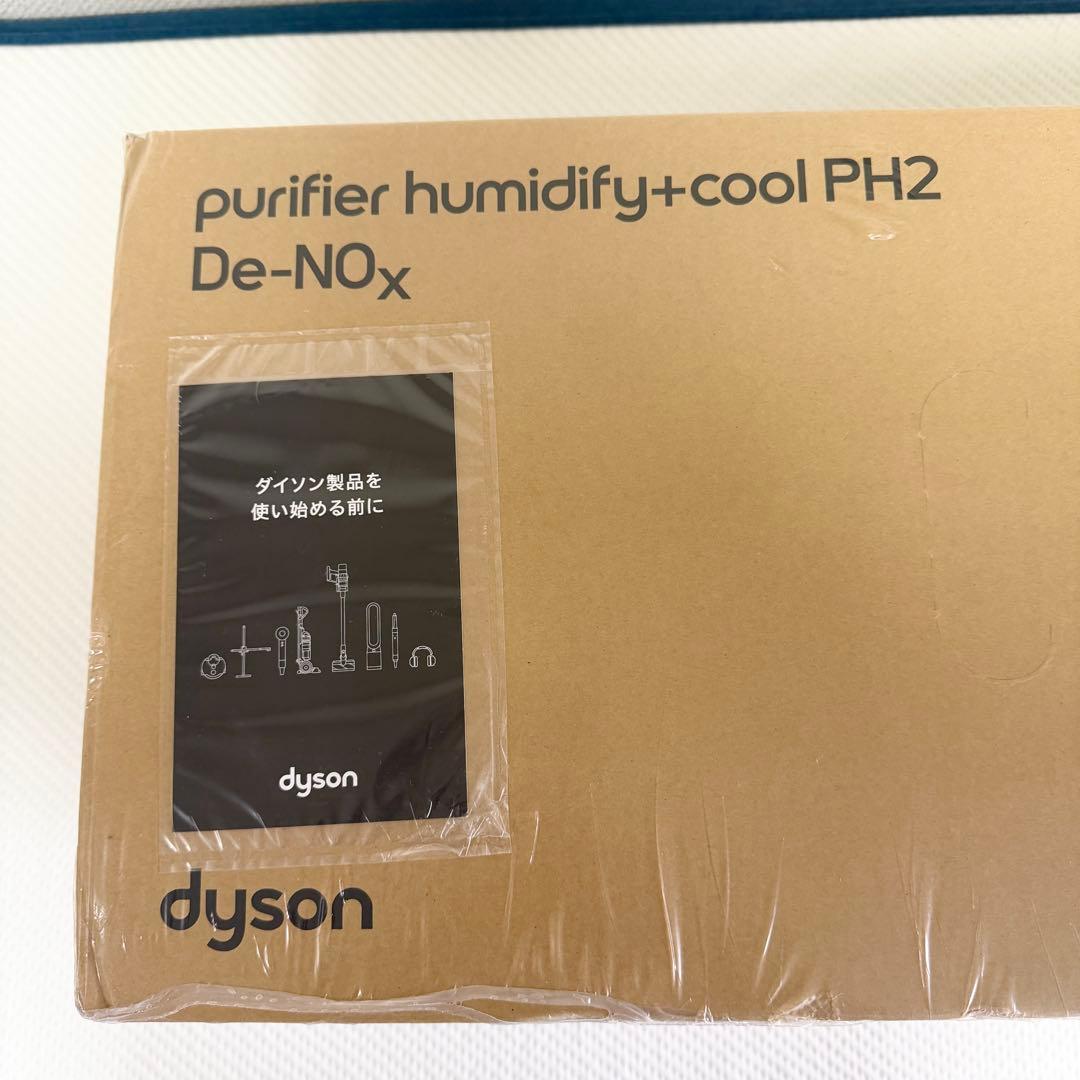 purifier humidify+cool PH2
De-NOx
ダイソン製品を
使い始める前に
dyson
dyson